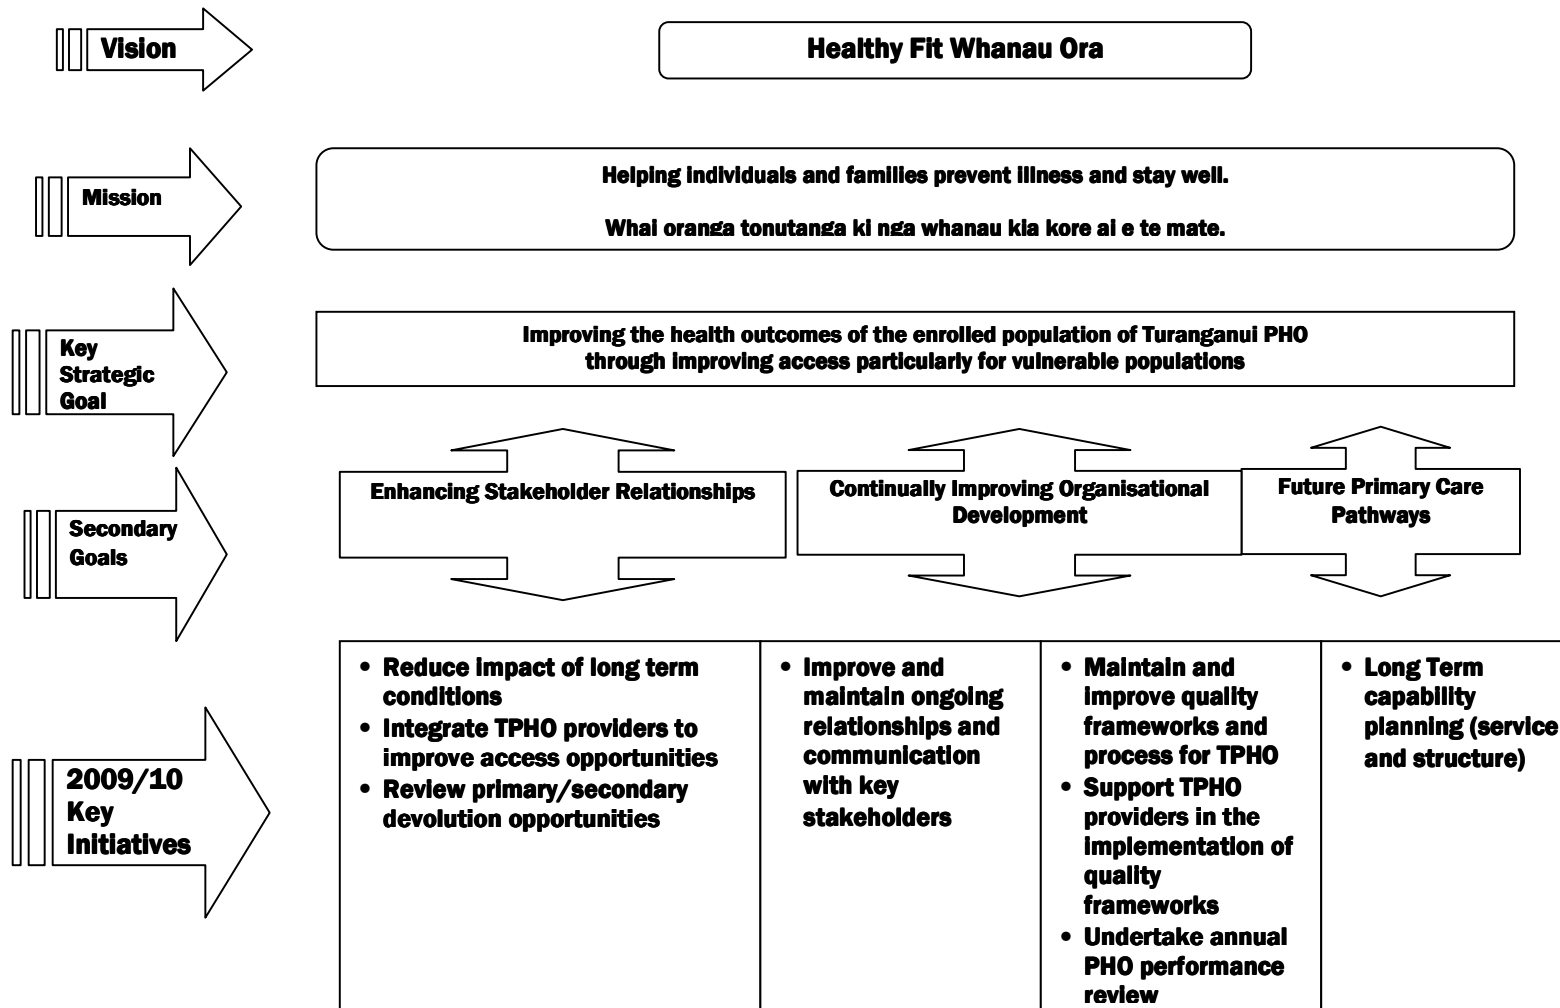 Vision
Healthy Fit Whanau Ora
Mission
Helping individuals and families prevent illness and stay well.
Whai oranga tonutanga ki nga whanau kia kore ai e te mate.
Key
Strategic
Goal
Improving the health outcomes of the enrolled population of Turanganui PHO
through improving access particularly for vulnerable populations
Secondary
Goals
Enhancing Stakeholder Relationships
Continually Improving Organisational
Development
Future Primary Care
Pathways
2009/10
Key
Initiatives
• Reduce impact of long term
conditions
• Integrate TPHO providers to
improve access opportunities
• Review primary/secondary
devolution opportunities
• Improve and
maintain ongoing
relationships and
communication
with key
stakeholders
• Maintain and
improve quality
frameworks and
process for TPHO
• Support TPHO
providers in the
implementation of
quality
frameworks
• Undertake annual
PHO performance
review
• Long Term
capability
planning (service
and structure)